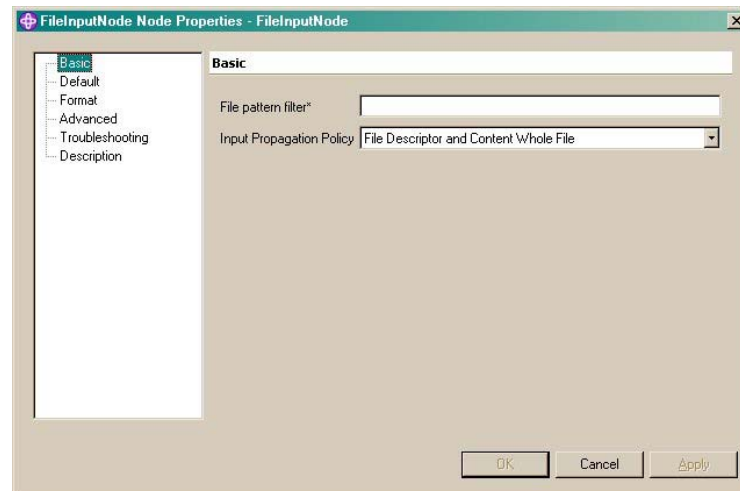 FileInputNode Node Properties - FileInputNode
Basic
Default
Format
Advanced
Troubleshooting
Description
Basic
File pattern filter*
Input Propagation Policy File Descriptor and Content Whole File
OK Cancel Apply